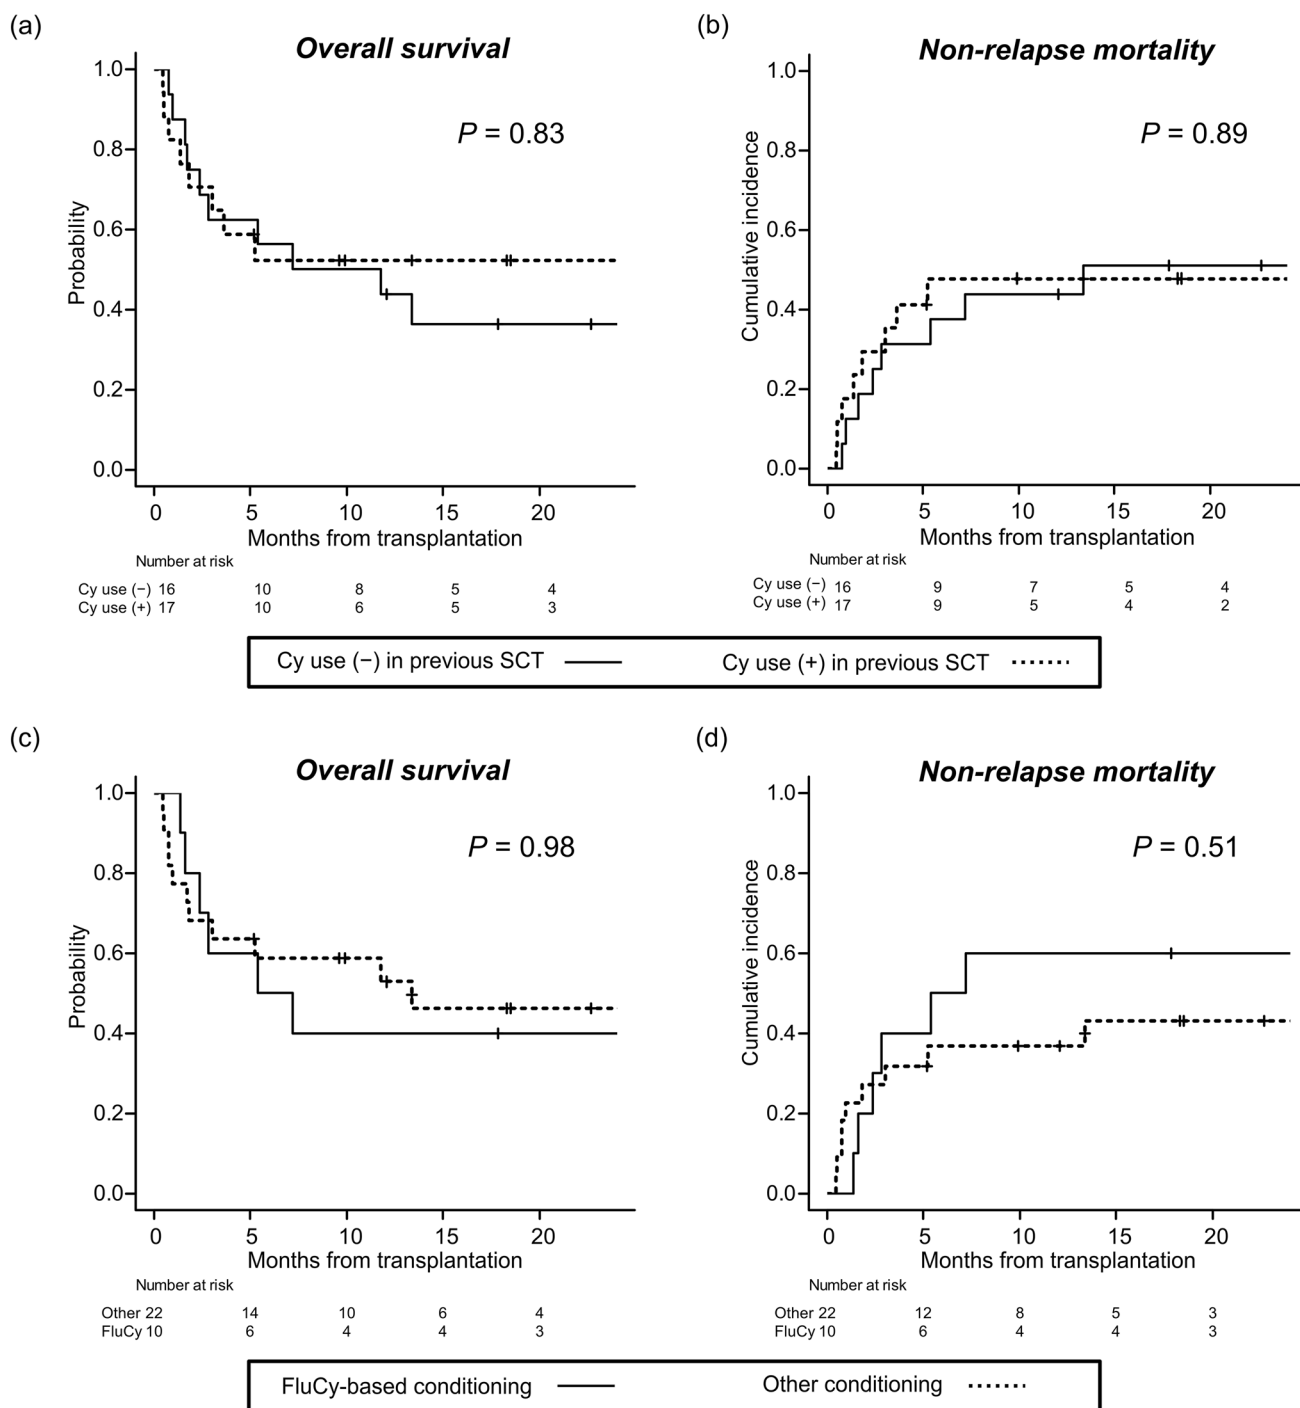 (a)
Overall survival
P = 0.83
Probability
1.0
0.8
0.6
0.4
0.2
0.0
0 5 10 15 20
Months from transplantation
Number at risk
Cy use (−) 16 10 8 5 4
Cy use (+) 17 10 6 5 3
(b)
Non-relapse mortality
P = 0.89
Cumulative incidence
1.0
0.8
0.6
0.4
0.2
0.0
0 5 10 15 20
Months from transplantation
Number at risk
Cy use (−) 16 9 7 5 4
Cy use (+) 17 9 5 4 2
Cy use (−) in previous SCT Cy use (+) in previous SCT
(c)
Overall survival
P = 0.98
Probability
1.0
0.8
0.6
0.4
0.2
0.0
0 5 10 15 20
Months from transplantation
Number at risk
Other 22 14 10 6 4
FluCy 10 6 4 4 3
(d)
Non-relapse mortality
P = 0.51
Cumulative incidence
1.0
0.8
0.6
0.4
0.2
0.0
0 5 10 15 20
Months from transplantation
Number at risk
Other 22 12 8 5 3
FluCy 10 6 4 4 3
FluCy-based conditioning Other conditioning